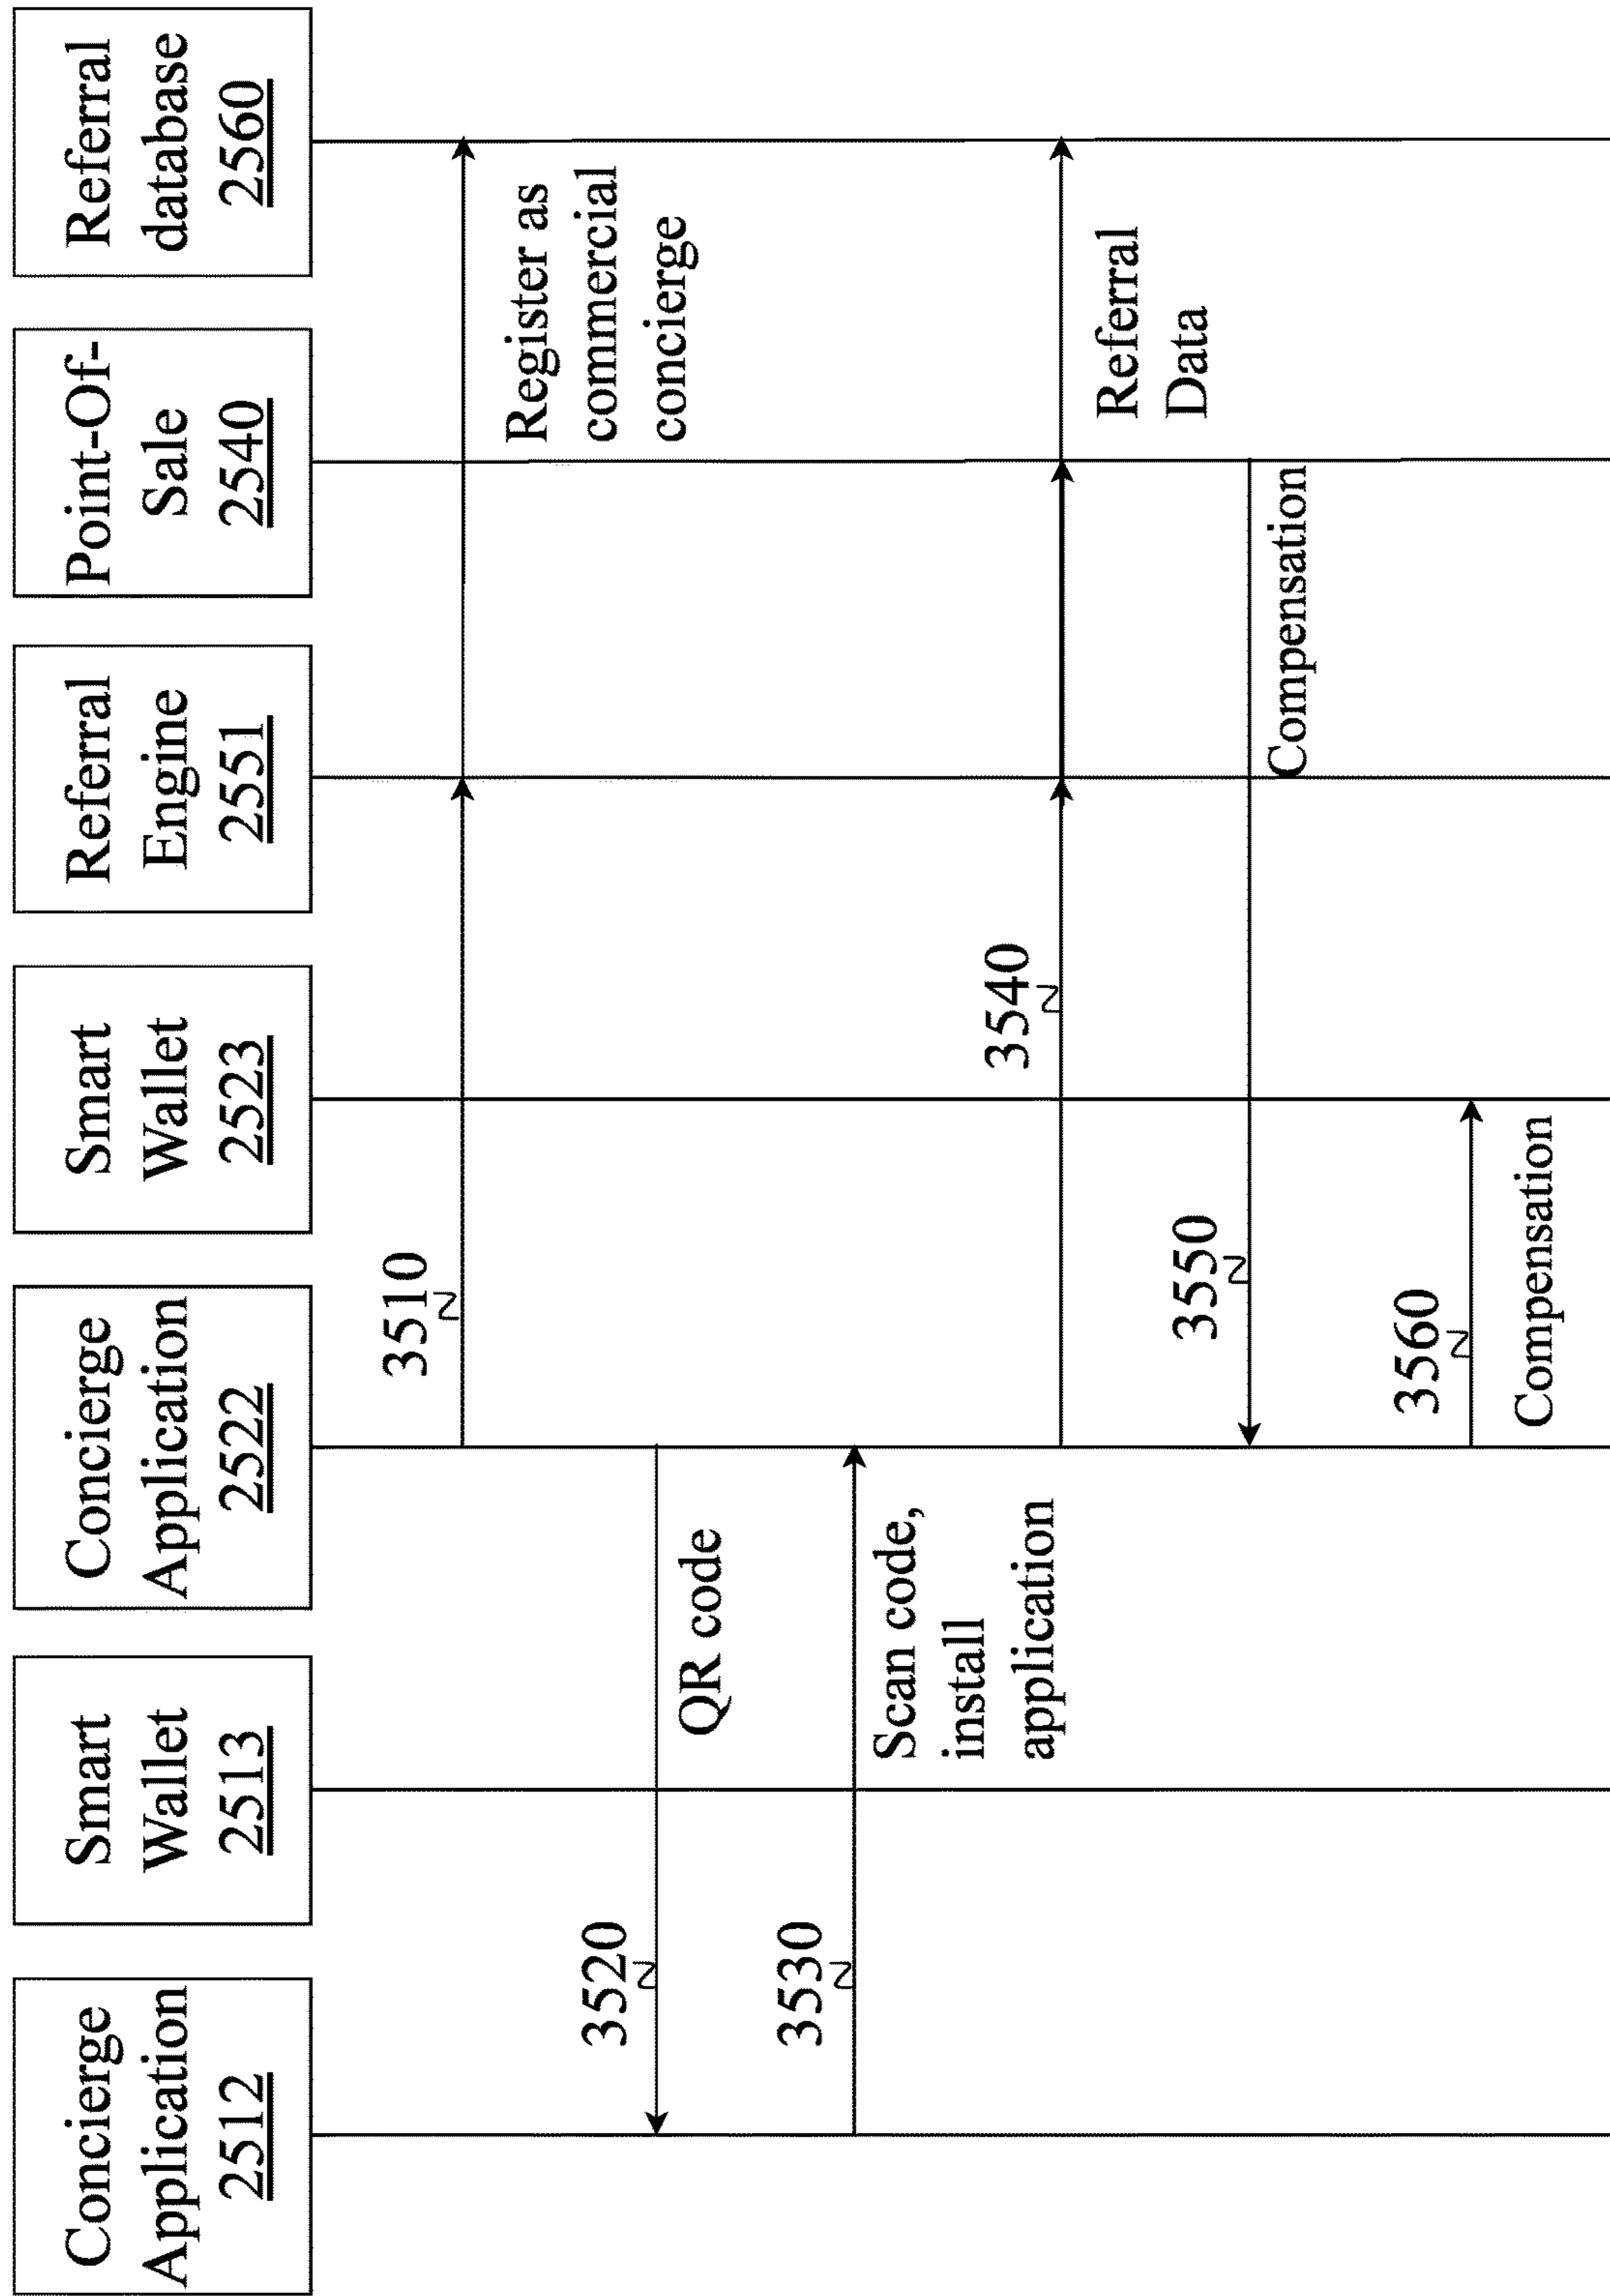 Concierge
Application
2512
Smart
Wallet
2513
Concierge
Application
2522
Smart
Wallet
2523
Referral
Engine
2551
Point-Of-
Sale
2540
Referral
database
2560
3510
Register as
commercial
concierge
3520
QR code
3530
Scan code,
install
application
3540
Referral
Data
3550
Compensation
3560
Compensation